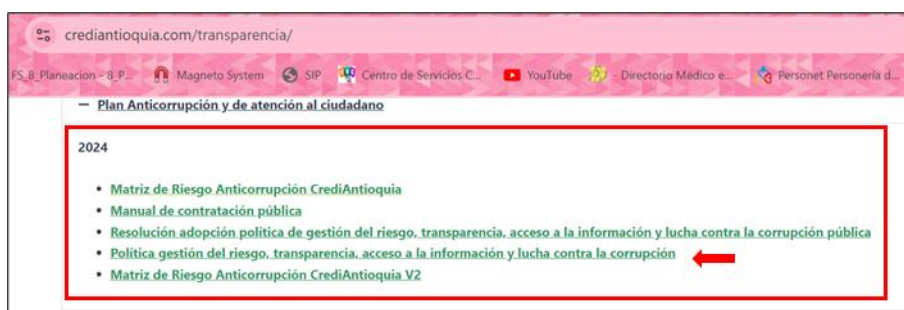 crediantioquia.com/transparencia/
FS_8_Planeacion - 8_P... Magneto System SIP Centro de Servicios C... YouTube - Directorio Médico e... Personet Personería d...
— Plan Anticorrupción y de atención al ciudadano
2024
• Matriz de Riesgo Anticorrupción CrediAntioquia
• Manual de contratación pública
• Resolución adopción política de gestión del riesgo, transparencia, acceso a la información y lucha contra la corrupción pública
• Política gestión del riesgo, transparencia, acceso a la información y lucha contra la corrupción
• Matriz de Riesgo Anticorrupción CrediAntioquia V2